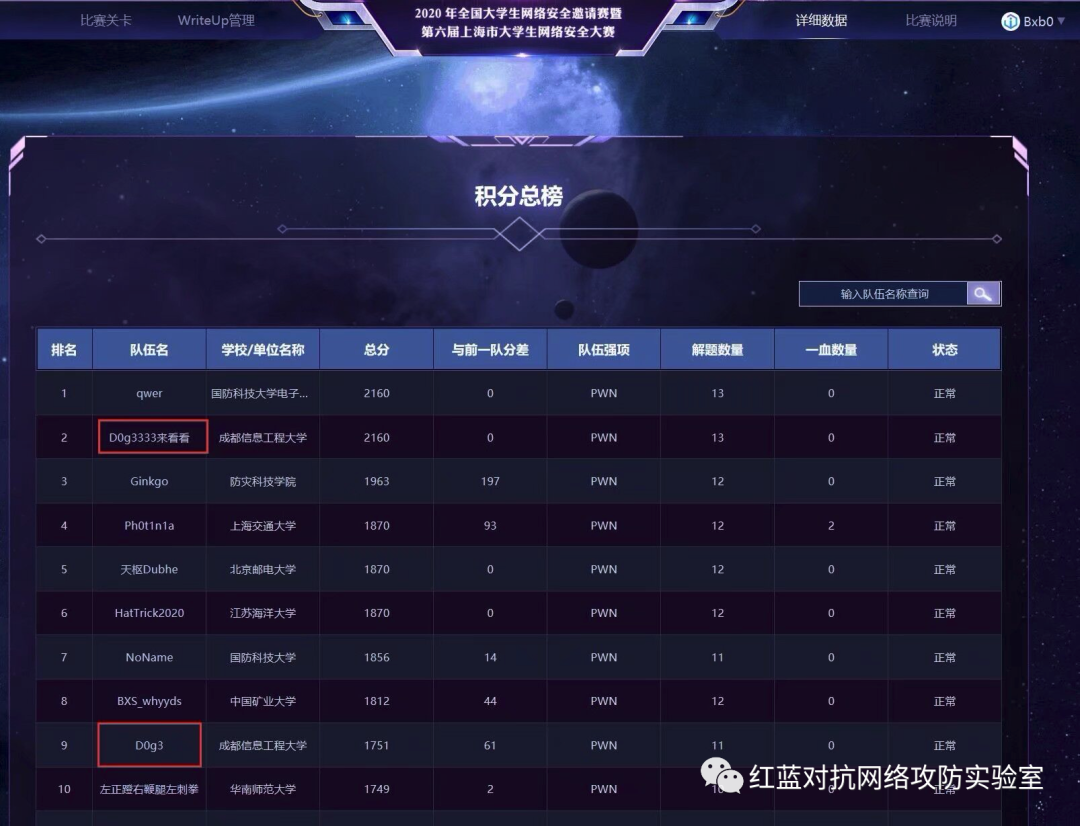 比赛关卡 WriteUp管理 2020 年全国大学生网络安全邀请赛暨 详细数据 比赛说明 Bxb0
第六届上海市大学生网络安全大赛
积分总榜
输入队伍名称查询
排名 队伍名 学校/单位名称 总分 与前一队分差 队伍强项 解题数量 一血数量 状态
1 qwer 国防科技大学电子... 2160 0 PWN 13 0 正常
2 D0g3333来看看 成都信息工程大学 2160 0 PWN 13 0 正常
3 Ginkgo 防灾科技学院 1963 197 PWN 12 0 正常
4 Ph0t1n1a 上海交通大学 1870 93 PWN 12 2 正常
5 天枢Dubhe 北京邮电大学 1870 0 PWN 12 0 正常
6 HatTrick2020 江苏海洋大学 1870 0 PWN 12 0 正常
7 NoName 国防科技大学 1856 14 PWN 11 0 正常
8 BXS_whyyds 中国矿业大学 1812 44 PWN 12 0 正常
9 D0g3 成都信息工程大学 1751 61 PWN 11 0 正常
10 左正蹬右鞭腿左刺拳 华南师范大学 1749 2 PWN 10 0 正常
红蓝对抗网络攻防实验室